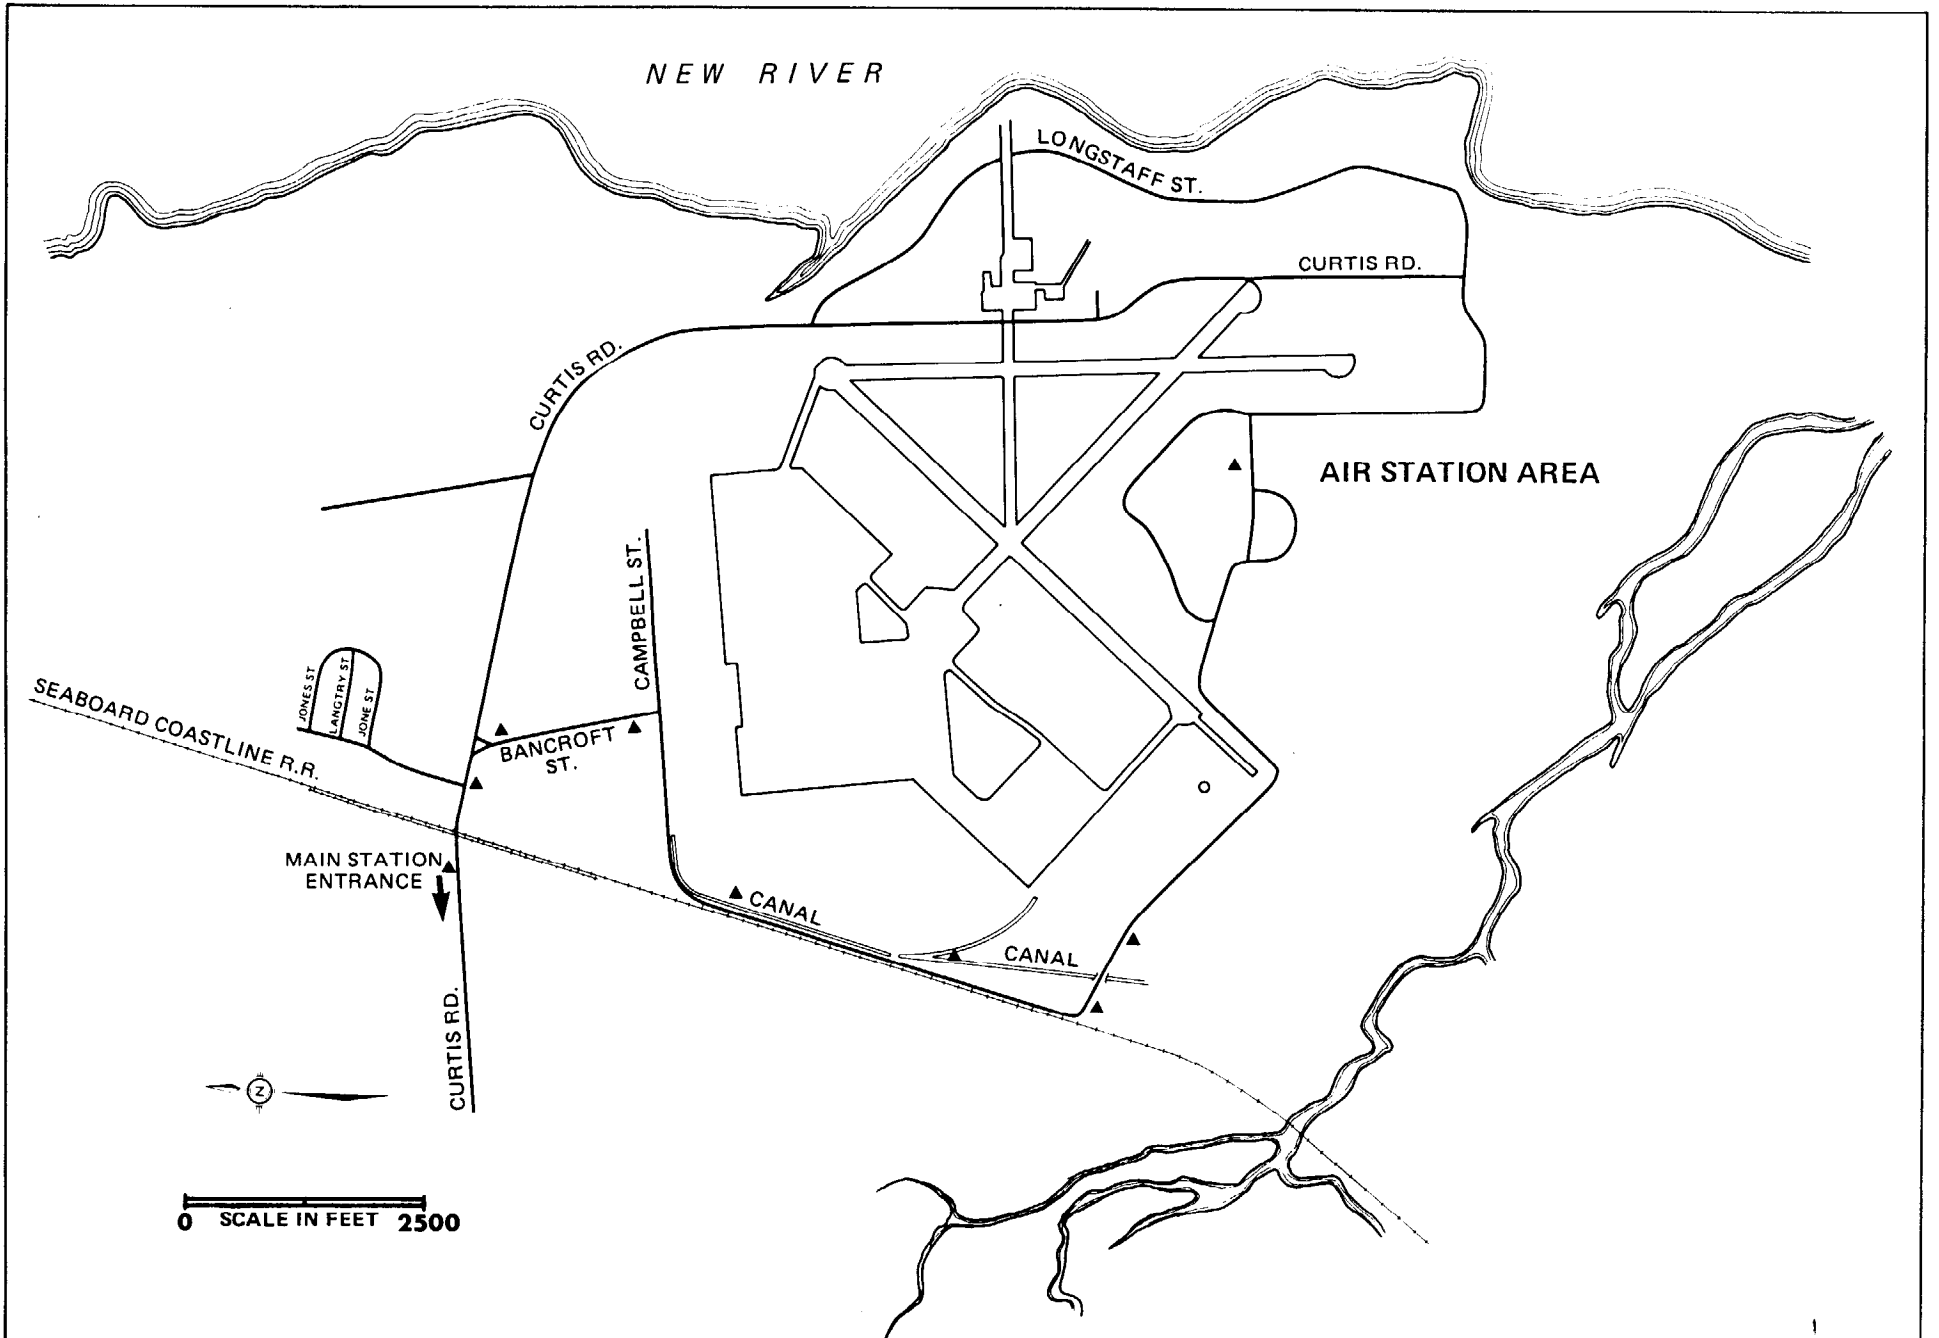 NEW RIVER
LONGSTAFF ST.
CURTIS RD.
CURTIS RD.
AIR STATION AREA
CAMPBELL ST.
JONES ST
LANGTRY ST
JONE ST
SEABOARD COASTLINE R.R.
BANCROFT
ST.
MAIN STATION
ENTRANCE
CANAL
CANAL
CURTIS RD.
Z
0 SCALE IN FEET 2500